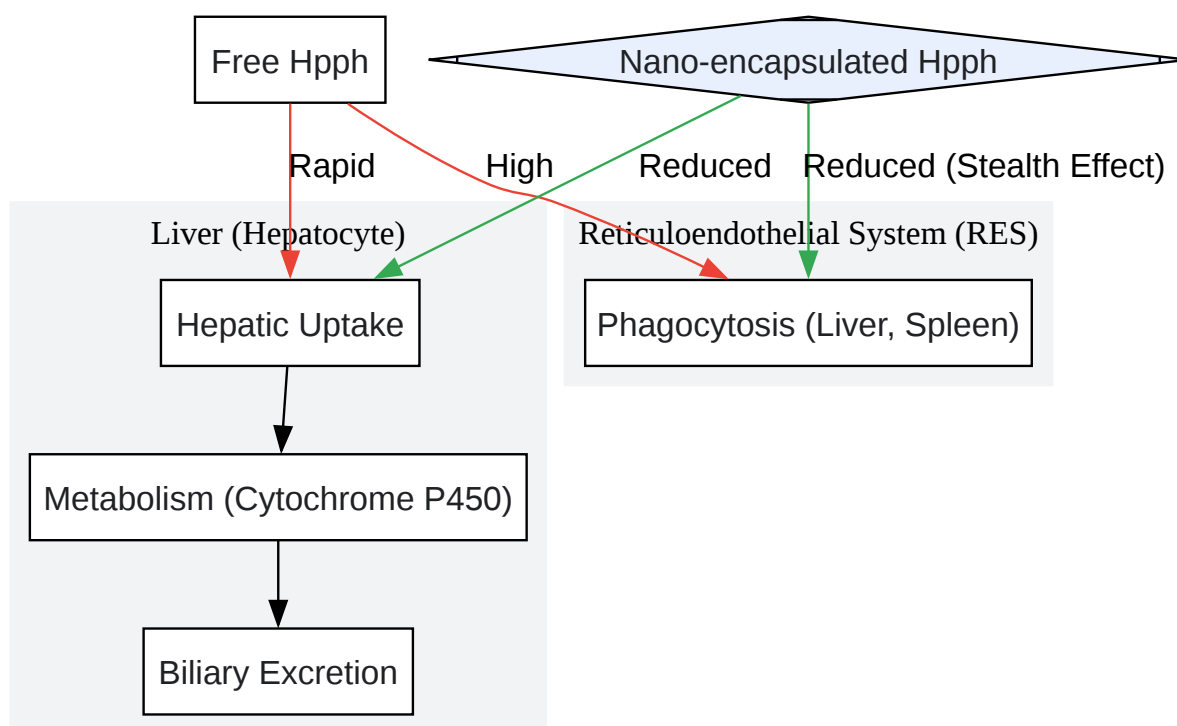 Free Hpph
Nano-encapsulated Hpph
Rapid
High
Reduced
Reduced (Stealth Effect)
Liver (Hepatocyte)
Reticuloendothelial System (RES)
Hepatic Uptake
Phagocytosis (Liver, Spleen)
Metabolism (Cytochrome P450)
Biliary Excretion